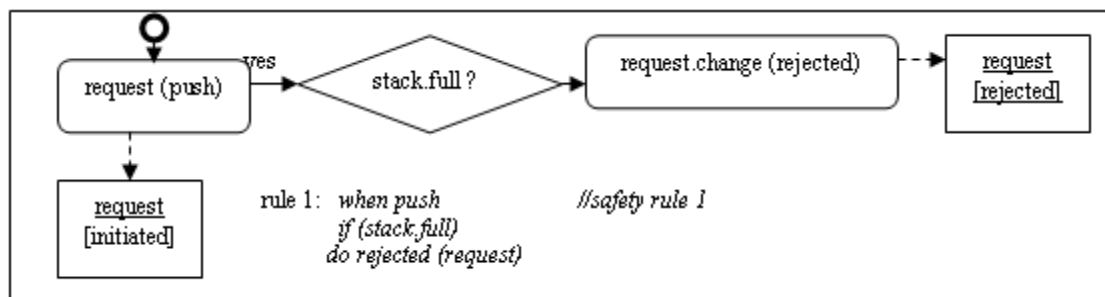 yes
request (push)
stack.full ?
request.change (rejected)
request
[rejected]
request
[initiated]
rule 1: when push //safety rule 1
if (stack.full)
do rejected (request)